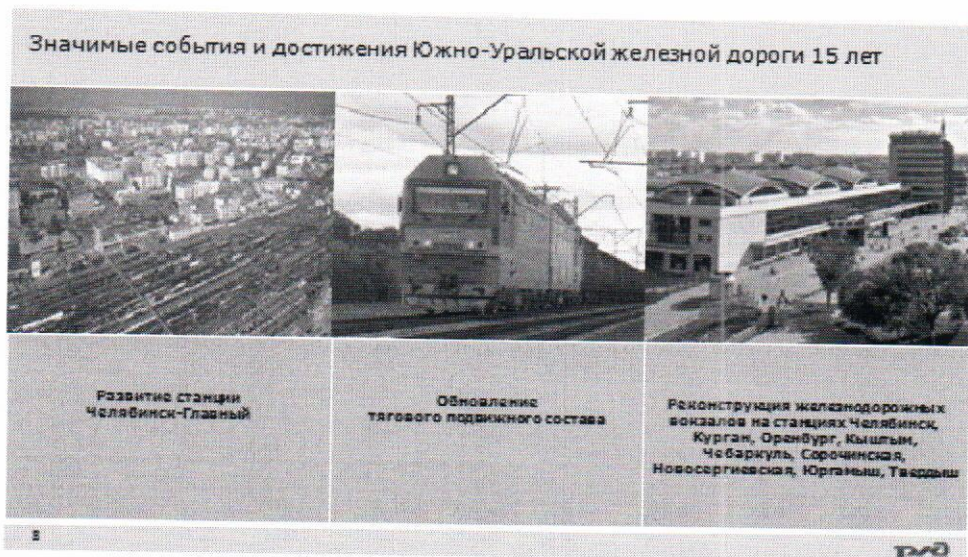 Значимые события и достижения Южно-Уральской железной дороги 15 лет
Развитие станции
Челябинск-Главный
Обновление
тягового подвижного состава
Реконструкция железнодорожных
вокзалов на станциях Челябинск,
Курган, Оренбург, Кыштым,
Чебаркуль, Сорочинская,
Новосергиевская, Юргамыш, Твердыш
8